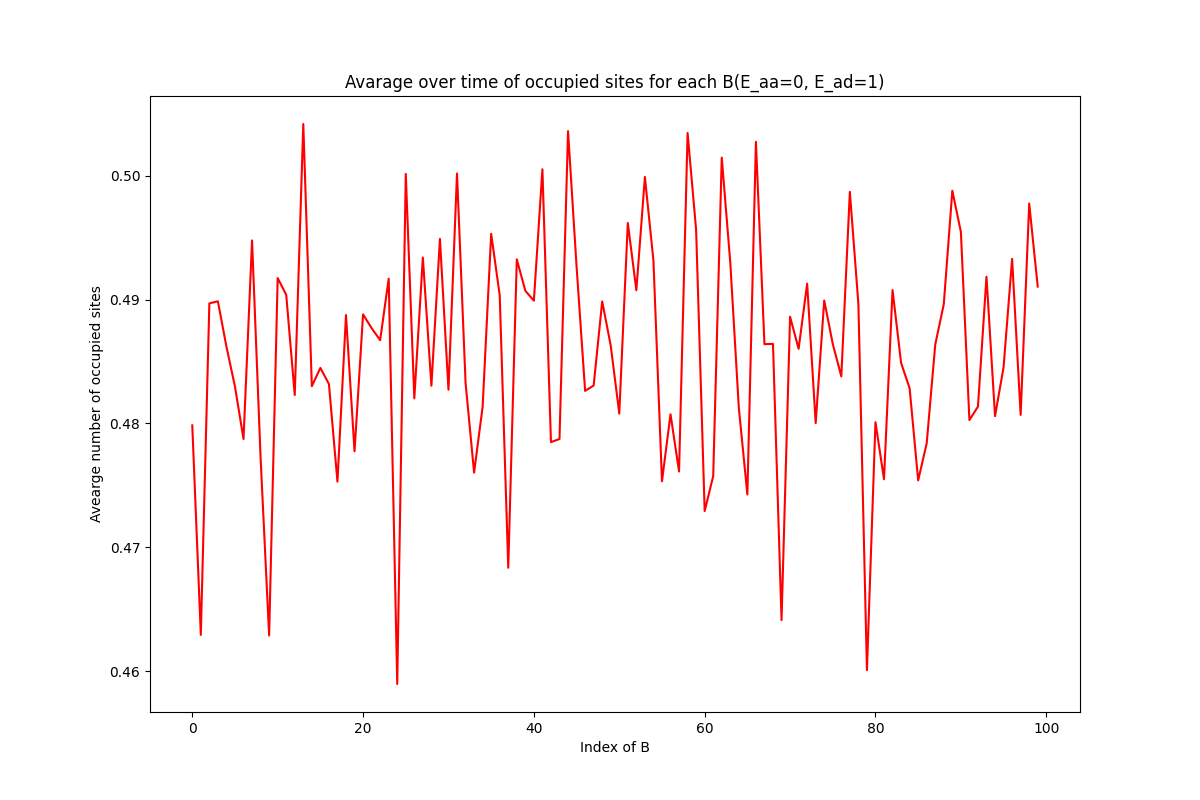 Avarage over time of occupied sites for each B(E_aa=0, E_ad=1)
Avearge number of occupied sites
0.50
0.49
0.48
0.47
0.46
0 20 40 60 80 100
Index of B